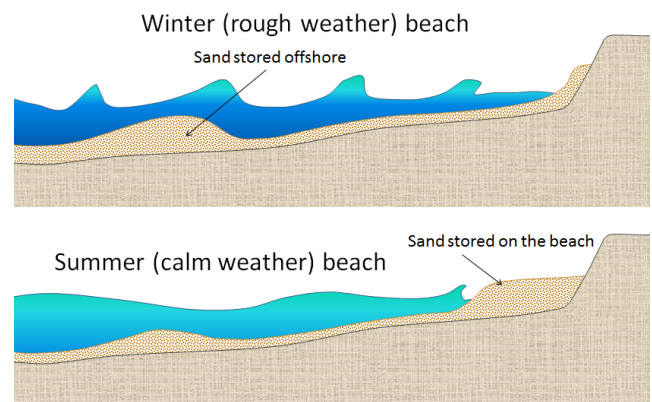 Winter (rough weather) beach
Sand stored offshore
Sand stored on the beach
Summer (calm weather) beach